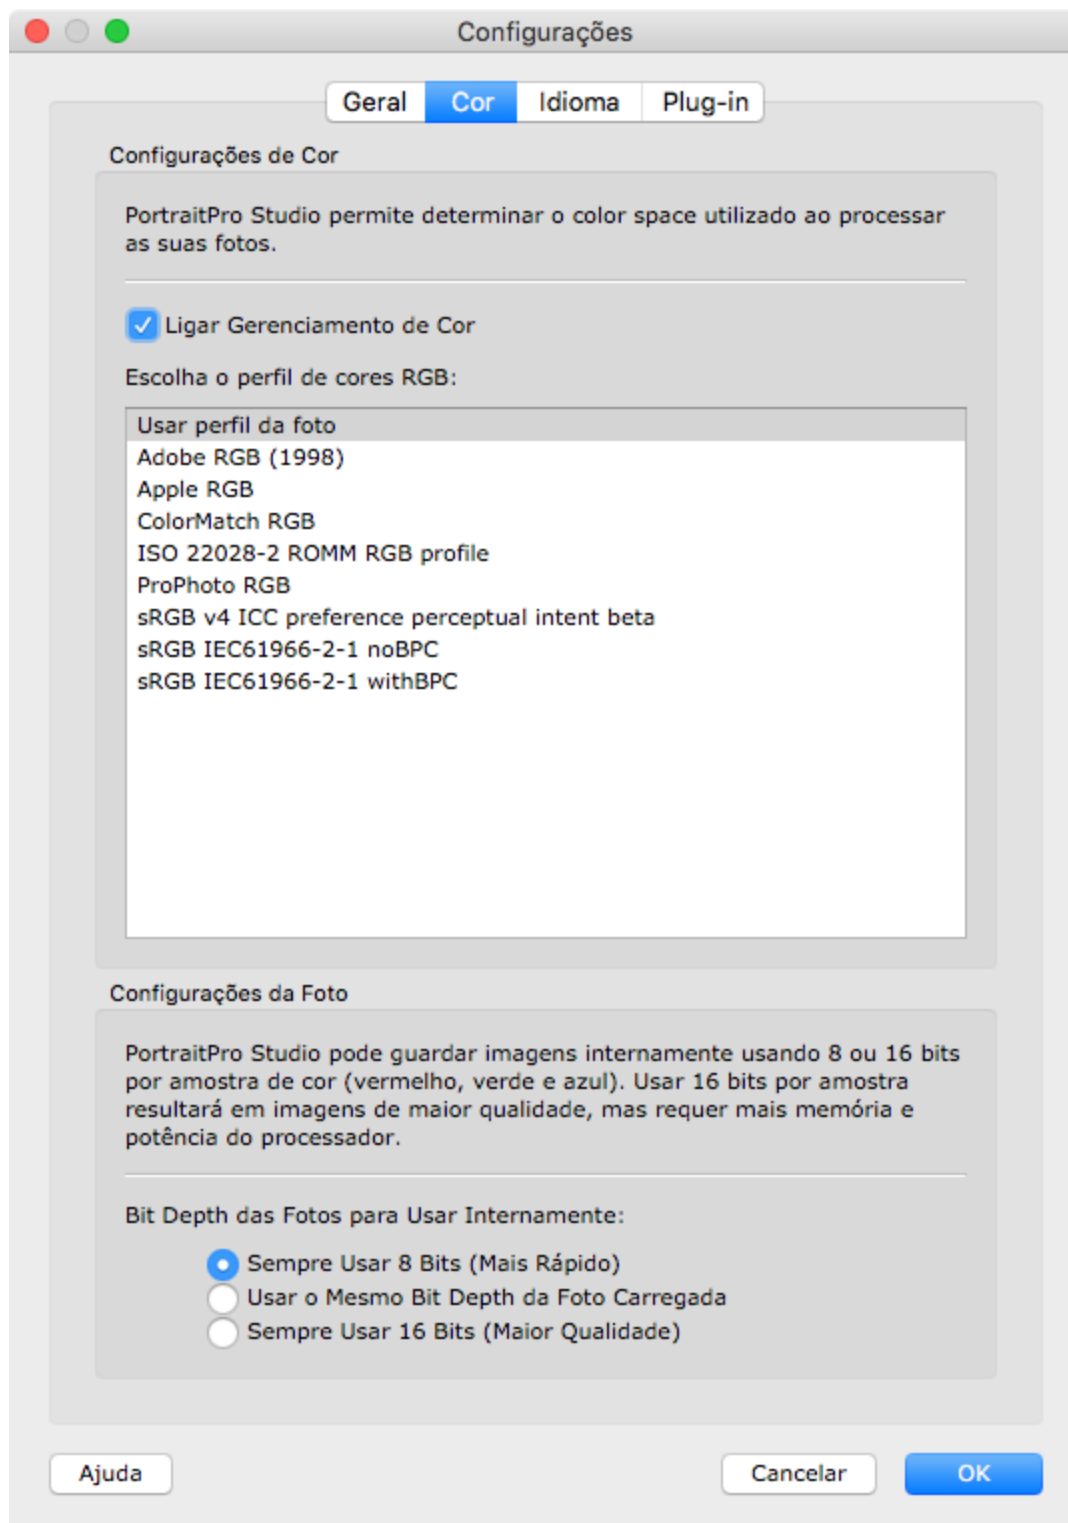 Configurações
Geral Cor Idioma Plug-in
Configurações de Cor
PortraitPro Studio permite determinar o color space utilizado ao processar
as suas fotos.
Ligar Gerenciamento de Cor
Escolha o perfil de cores RGB:
Usar perfil da foto
Adobe RGB (1998)
Apple RGB
ColorMatch RGB
ISO 22028-2 ROMM RGB profile
ProPhoto RGB
sRGB v4 ICC preference perceptual intent beta
sRGB IEC61966-2-1 noBPC
sRGB IEC61966-2-1 withBPC
Configurações da Foto
PortraitPro Studio pode guardar imagens internamente usando 8 ou 16 bits
por amostra de cor (vermelho, verde e azul). Usar 16 bits por amostra
resultará em imagens de maior qualidade, mas requer mais memória e
potência do processador.
Bit Depth das Fotos para Usar Internamente:
Sempre Usar 8 Bits (Mais Rápido)
Usar o Mesmo Bit Depth da Foto Carregada
Sempre Usar 16 Bits (Maior Qualidade)
Ajuda Cancelar OK